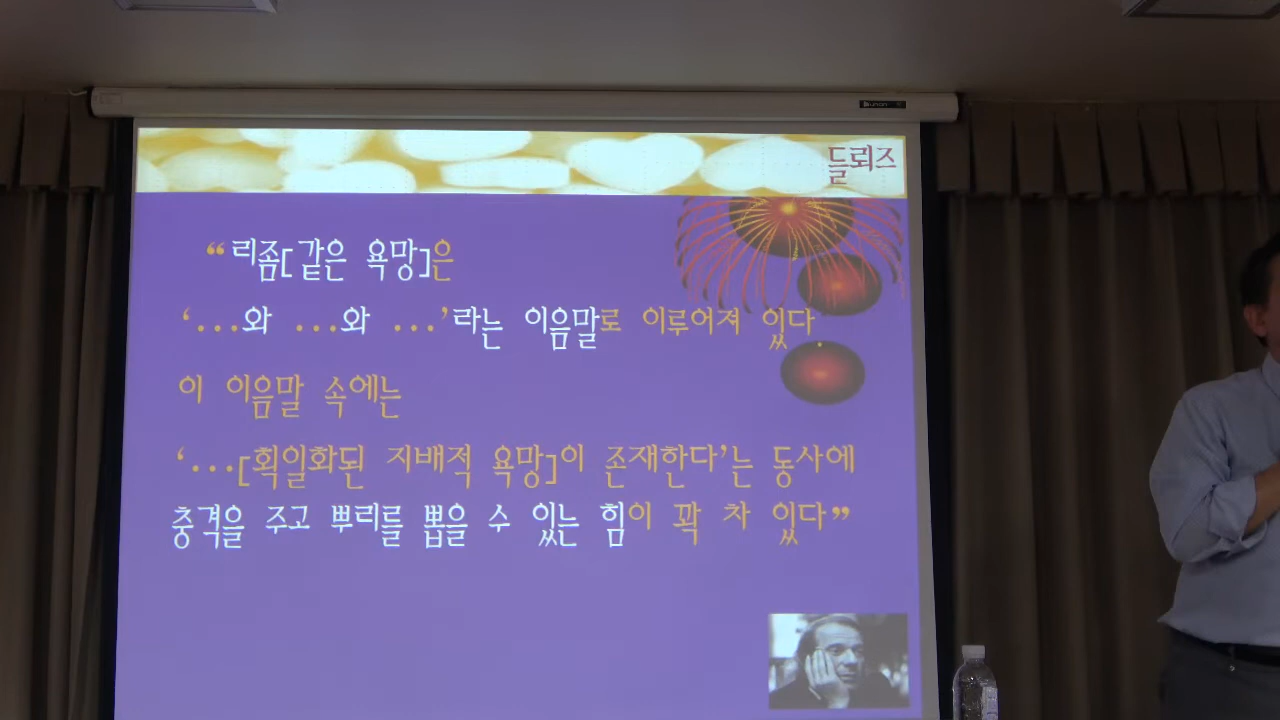 들뢰즈
“리좀[같은 욕망]은
‘...와 ...와 ...’라는 이음말로 이루어져 있다
이 이음말 속에는
‘...[획일화된 지배적 욕망]이 존재한다’는 동사에
충격을 주고 뿌리를 뽑을 수 있는 힘이 꽉 차 있다”